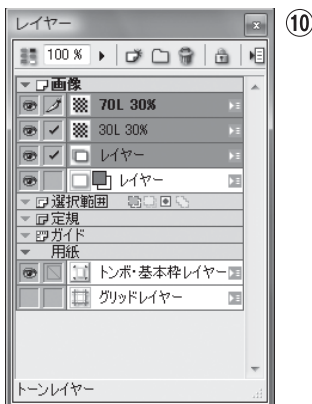 レイヤー
⑩
100 %
画像
70L 30%
30L 30%
レイヤー
レイヤー
選択範囲
定規
ガイド
用紙
トンボ・基本枠レイヤー
グリッドレイヤー
トーンレイヤー